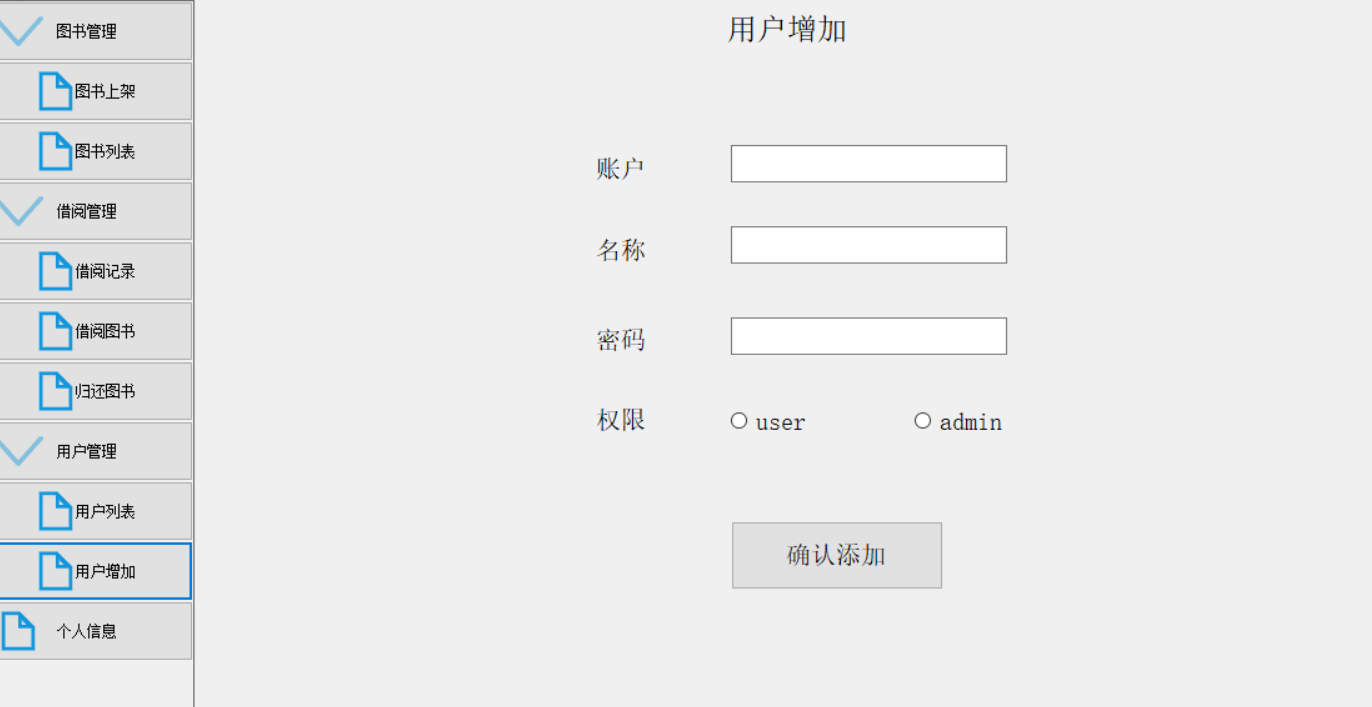 图书管理
图书上架
图书列表
借阅管理
借阅记录
借阅图书
归还图书
用户管理
用户列表
用户增加
个人信息
用户增加
账户
名称
密码
权限 user admin
确认添加